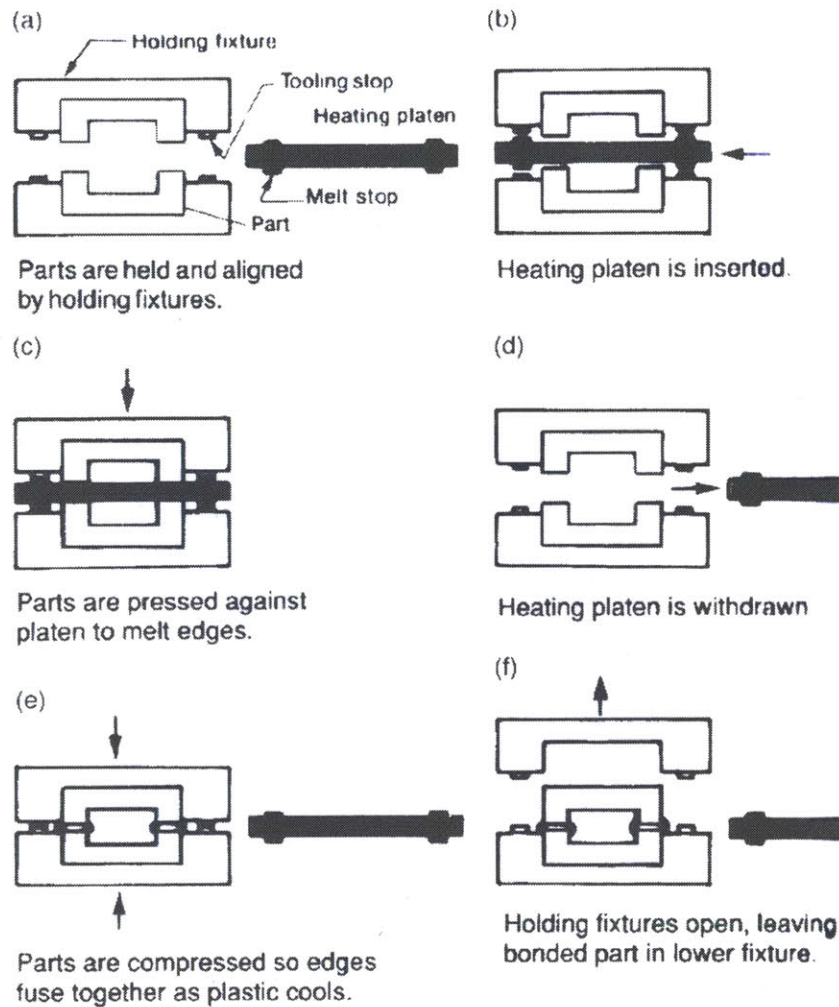 (a)
Holding fixture
Tooling stop
Heating platen
Melt stop
Part
Parts are held and aligned
by holding fixtures.
(b)
Heating platen is inserted.
(c)
Parts are pressed against
platen to melt edges.
(d)
Heating platen is withdrawn
(e)
Parts are compressed so edges
fuse together as plastic cools.
(f)
Holding fixtures open, leaving
bonded part in lower fixture.